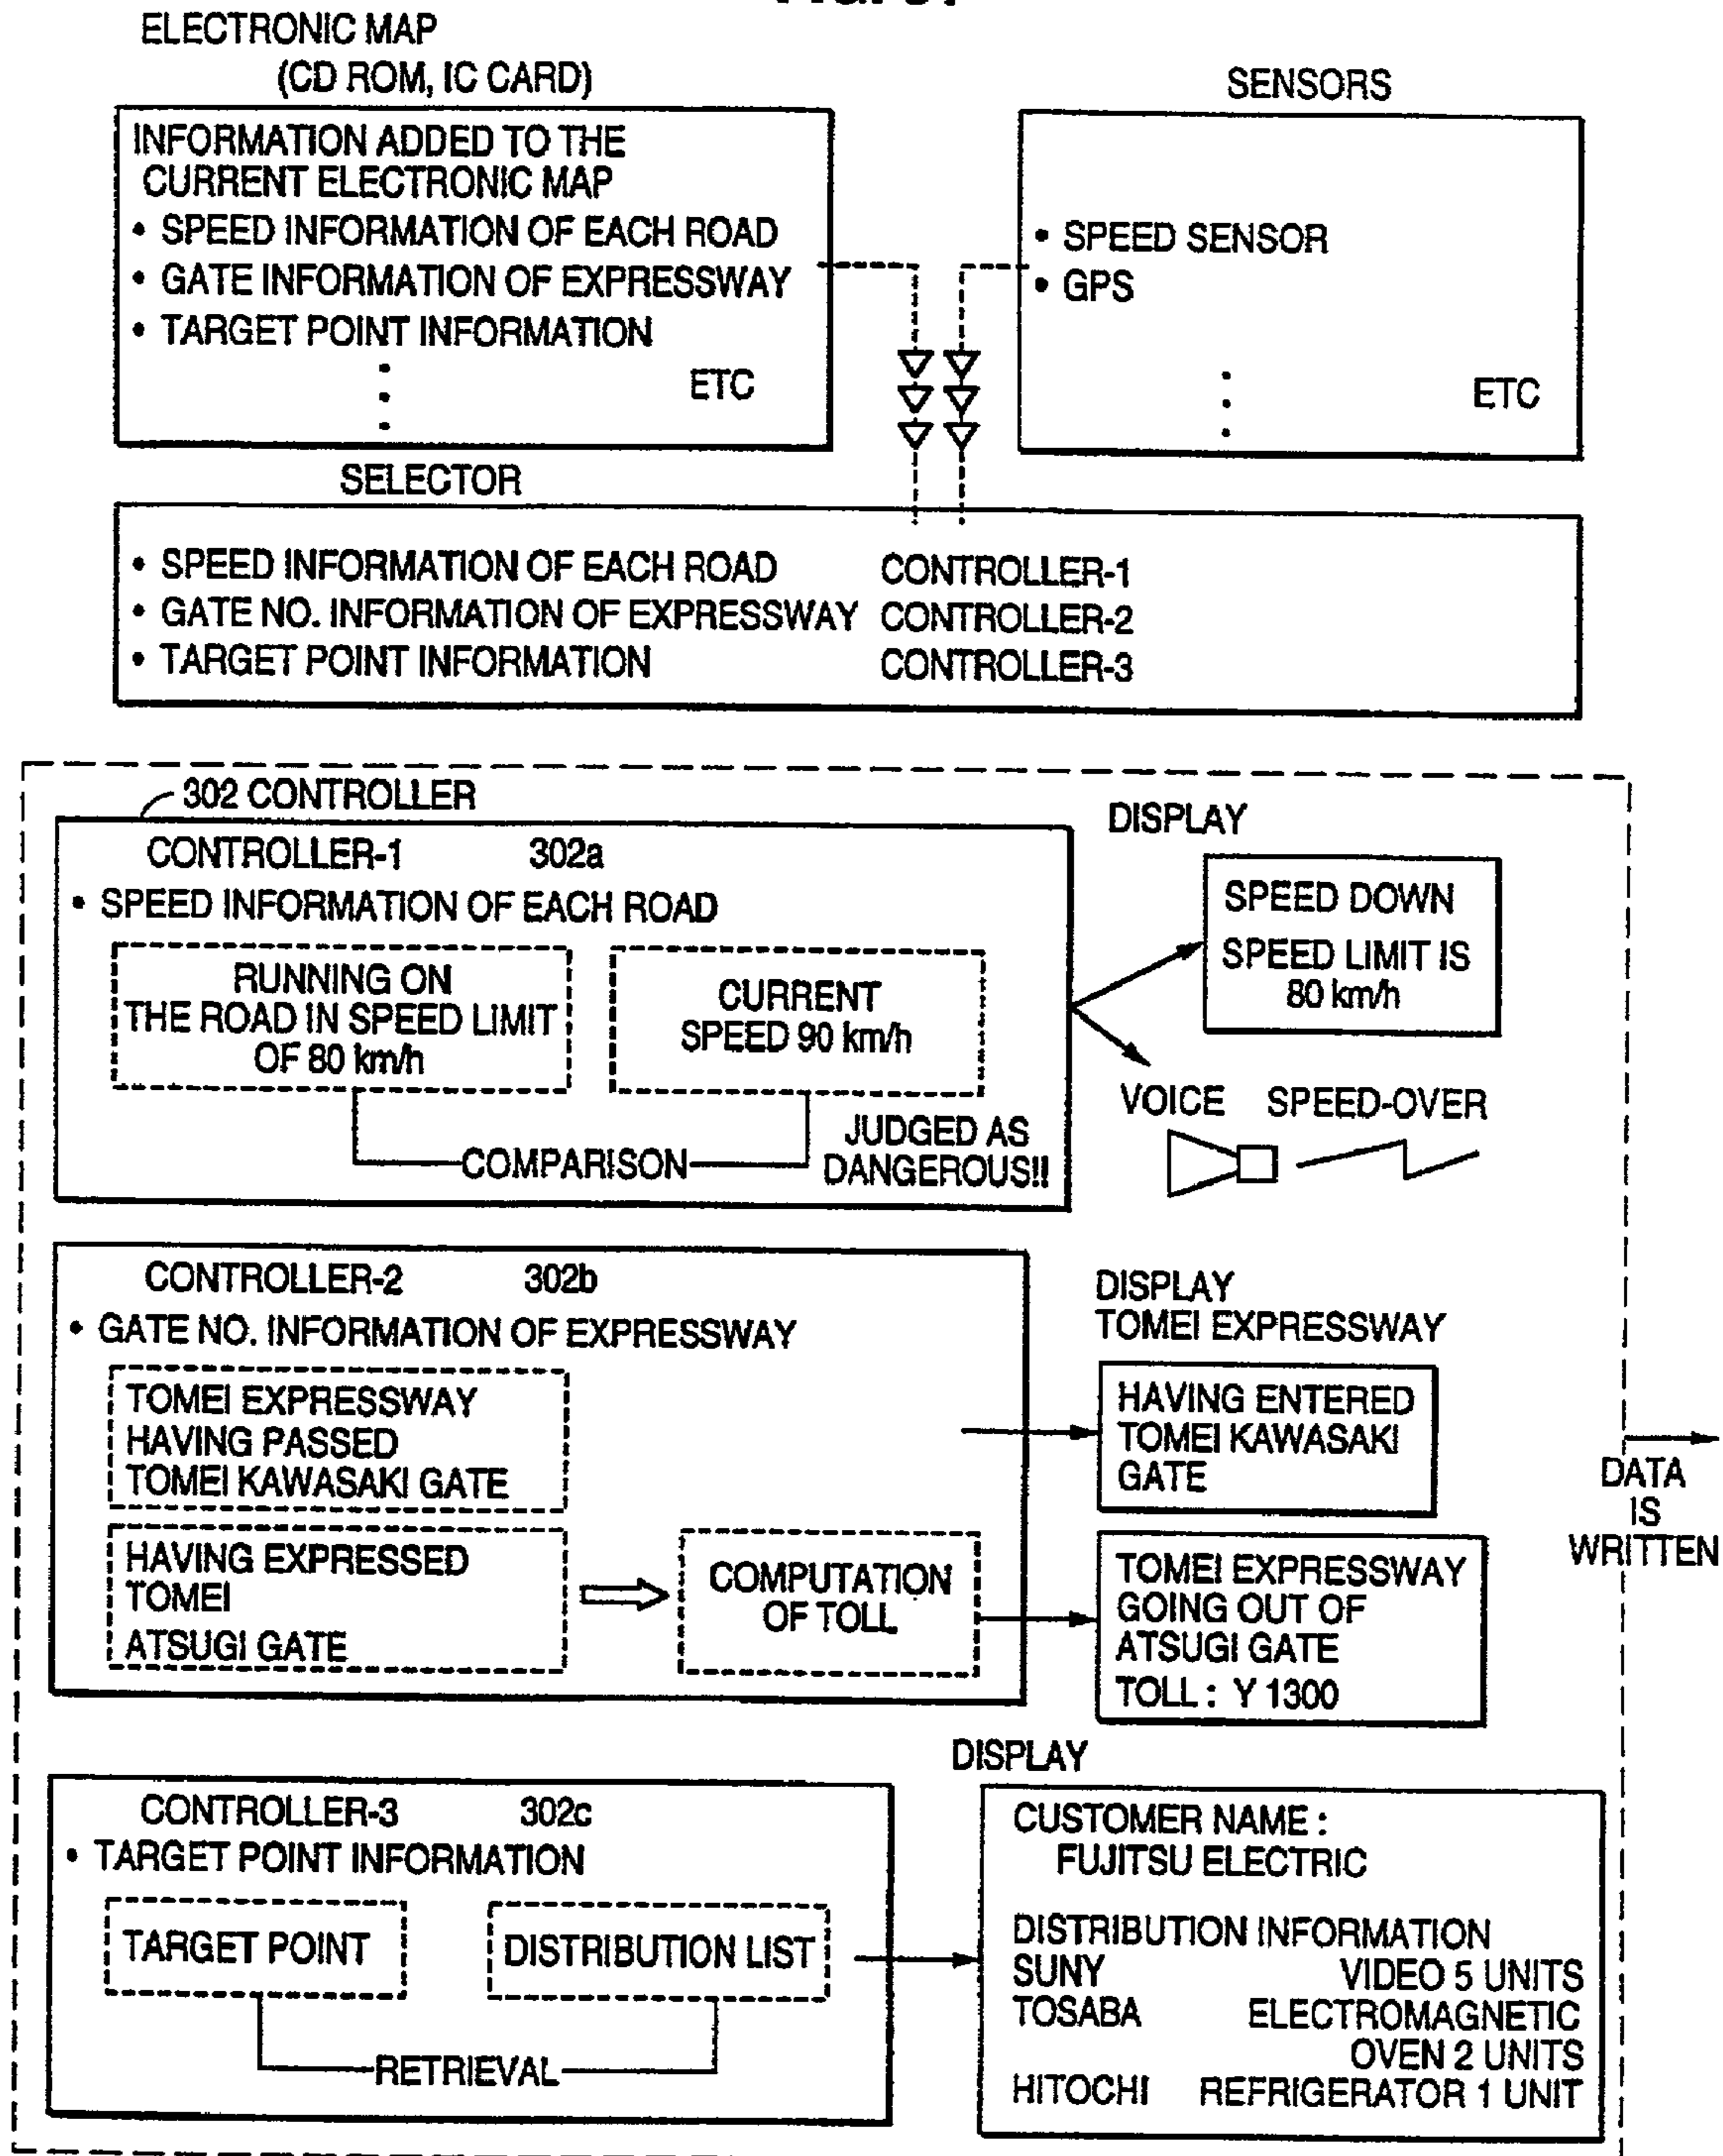 ELECTRONIC MAP
(CD ROM, IC CARD)
INFORMATION ADDED TO THE
CURRENT ELECTRONIC MAP
• SPEED INFORMATION OF EACH ROAD
• GATE INFORMATION OF EXPRESSWAY
• TARGET POINT INFORMATION
ETC
SENSORS
• SPEED SENSOR
• GPS
ETC
SELECTOR
• SPEED INFORMATION OF EACH ROAD CONTROLLER-1
• GATE NO. INFORMATION OF EXPRESSWAY CONTROLLER-2
• TARGET POINT INFORMATION CONTROLLER-3
302 CONTROLLER
CONTROLLER-1 302a
• SPEED INFORMATION OF EACH ROAD
RUNNING ON
THE ROAD IN SPEED LIMIT
OF 80 km/h
CURRENT
SPEED 90 km/h
COMPARISON
JUDGED AS
DANGEROUS!!
DISPLAY
SPEED DOWN
SPEED LIMIT IS
80 km/h
VOICE SPEED-OVER
CONTROLLER-2 302b
• GATE NO. INFORMATION OF EXPRESSWAY
TOMEI EXPRESSWAY
HAVING PASSED
TOMEI KAWASAKI GATE
HAVING EXPRESSED
TOMEI
ATSUGI GATE
COMPUTATION
OF TOLL
DISPLAY
TOMEI EXPRESSWAY
HAVING ENTERED
TOMEI KAWASAKI
GATE
TOMEI EXPRESSWAY
GOING OUT OF
ATSUGI GATE
TOLL : Y 1300
DATA
IS
WRITTEN
CONTROLLER-3 302c
• TARGET POINT INFORMATION
TARGET POINT
DISTRIBUTION LIST
RETRIEVAL
DISPLAY
CUSTOMER NAME :
FUJITSU ELECTRIC
DISTRIBUTION INFORMATION
SUNY VIDEO 5 UNITS
TOSABA ELECTROMAGNETIC
OVEN 2 UNITS
HITOCHI REFRIGERATOR 1 UNIT